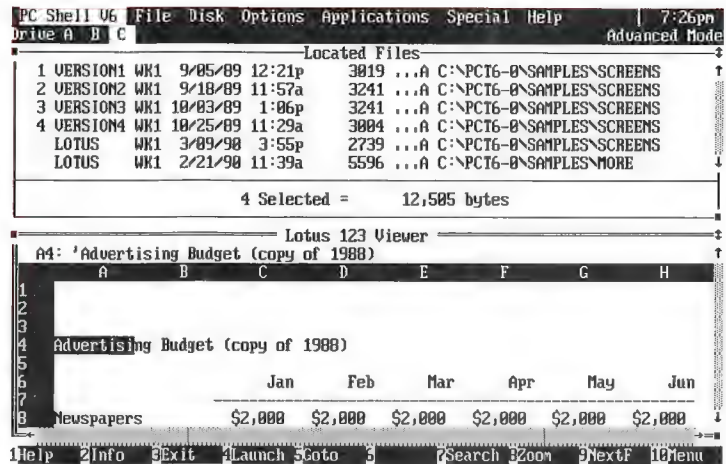 PC Shell V6 File Disk Options Applications Special Help 7:26pm
Drive A B C Advanced Mode
Located Files
1 VERSION1 WK1 9/05/89 12:21p 3019 ...A C:\PCT6-0\SAMPLES\SCREENS
2 VERSION2 WK1 9/18/89 11:57a 3241 ...A C:\PCT6-0\SAMPLES\SCREENS
3 VERSION3 WK1 10/03/89 1:06p 3241 ...A C:\PCT6-0\SAMPLES\SCREENS
4 VERSION4 WK1 10/25/89 11:29a 3004 ...A C:\PCT6-0\SAMPLES\SCREENS
LOTUS WK1 3/09/90 3:55p 2739 ...A C:\PCT6-0\SAMPLES\SCREENS
LOTUS WK1 2/21/90 11:39a 5596 ...A C:\PCT6-0\SAMPLES\MORE
4 Selected = 12,505 bytes
Lotus 123 Viewer
A4: 'Advertising Budget (copy of 1988)
A B C D E F G H
1
2
3
4 Advertising Budget (copy of 1988)
5
6 Jan Feb Mar Apr May Jun
7
8 Newspapers $2,000 $2,000 $2,000 $2,000 $2,000 $2,000
1Help 2Info 3Exit 4Launch 5Goto 6 7Search 8Zoom 9NextF 10Menu